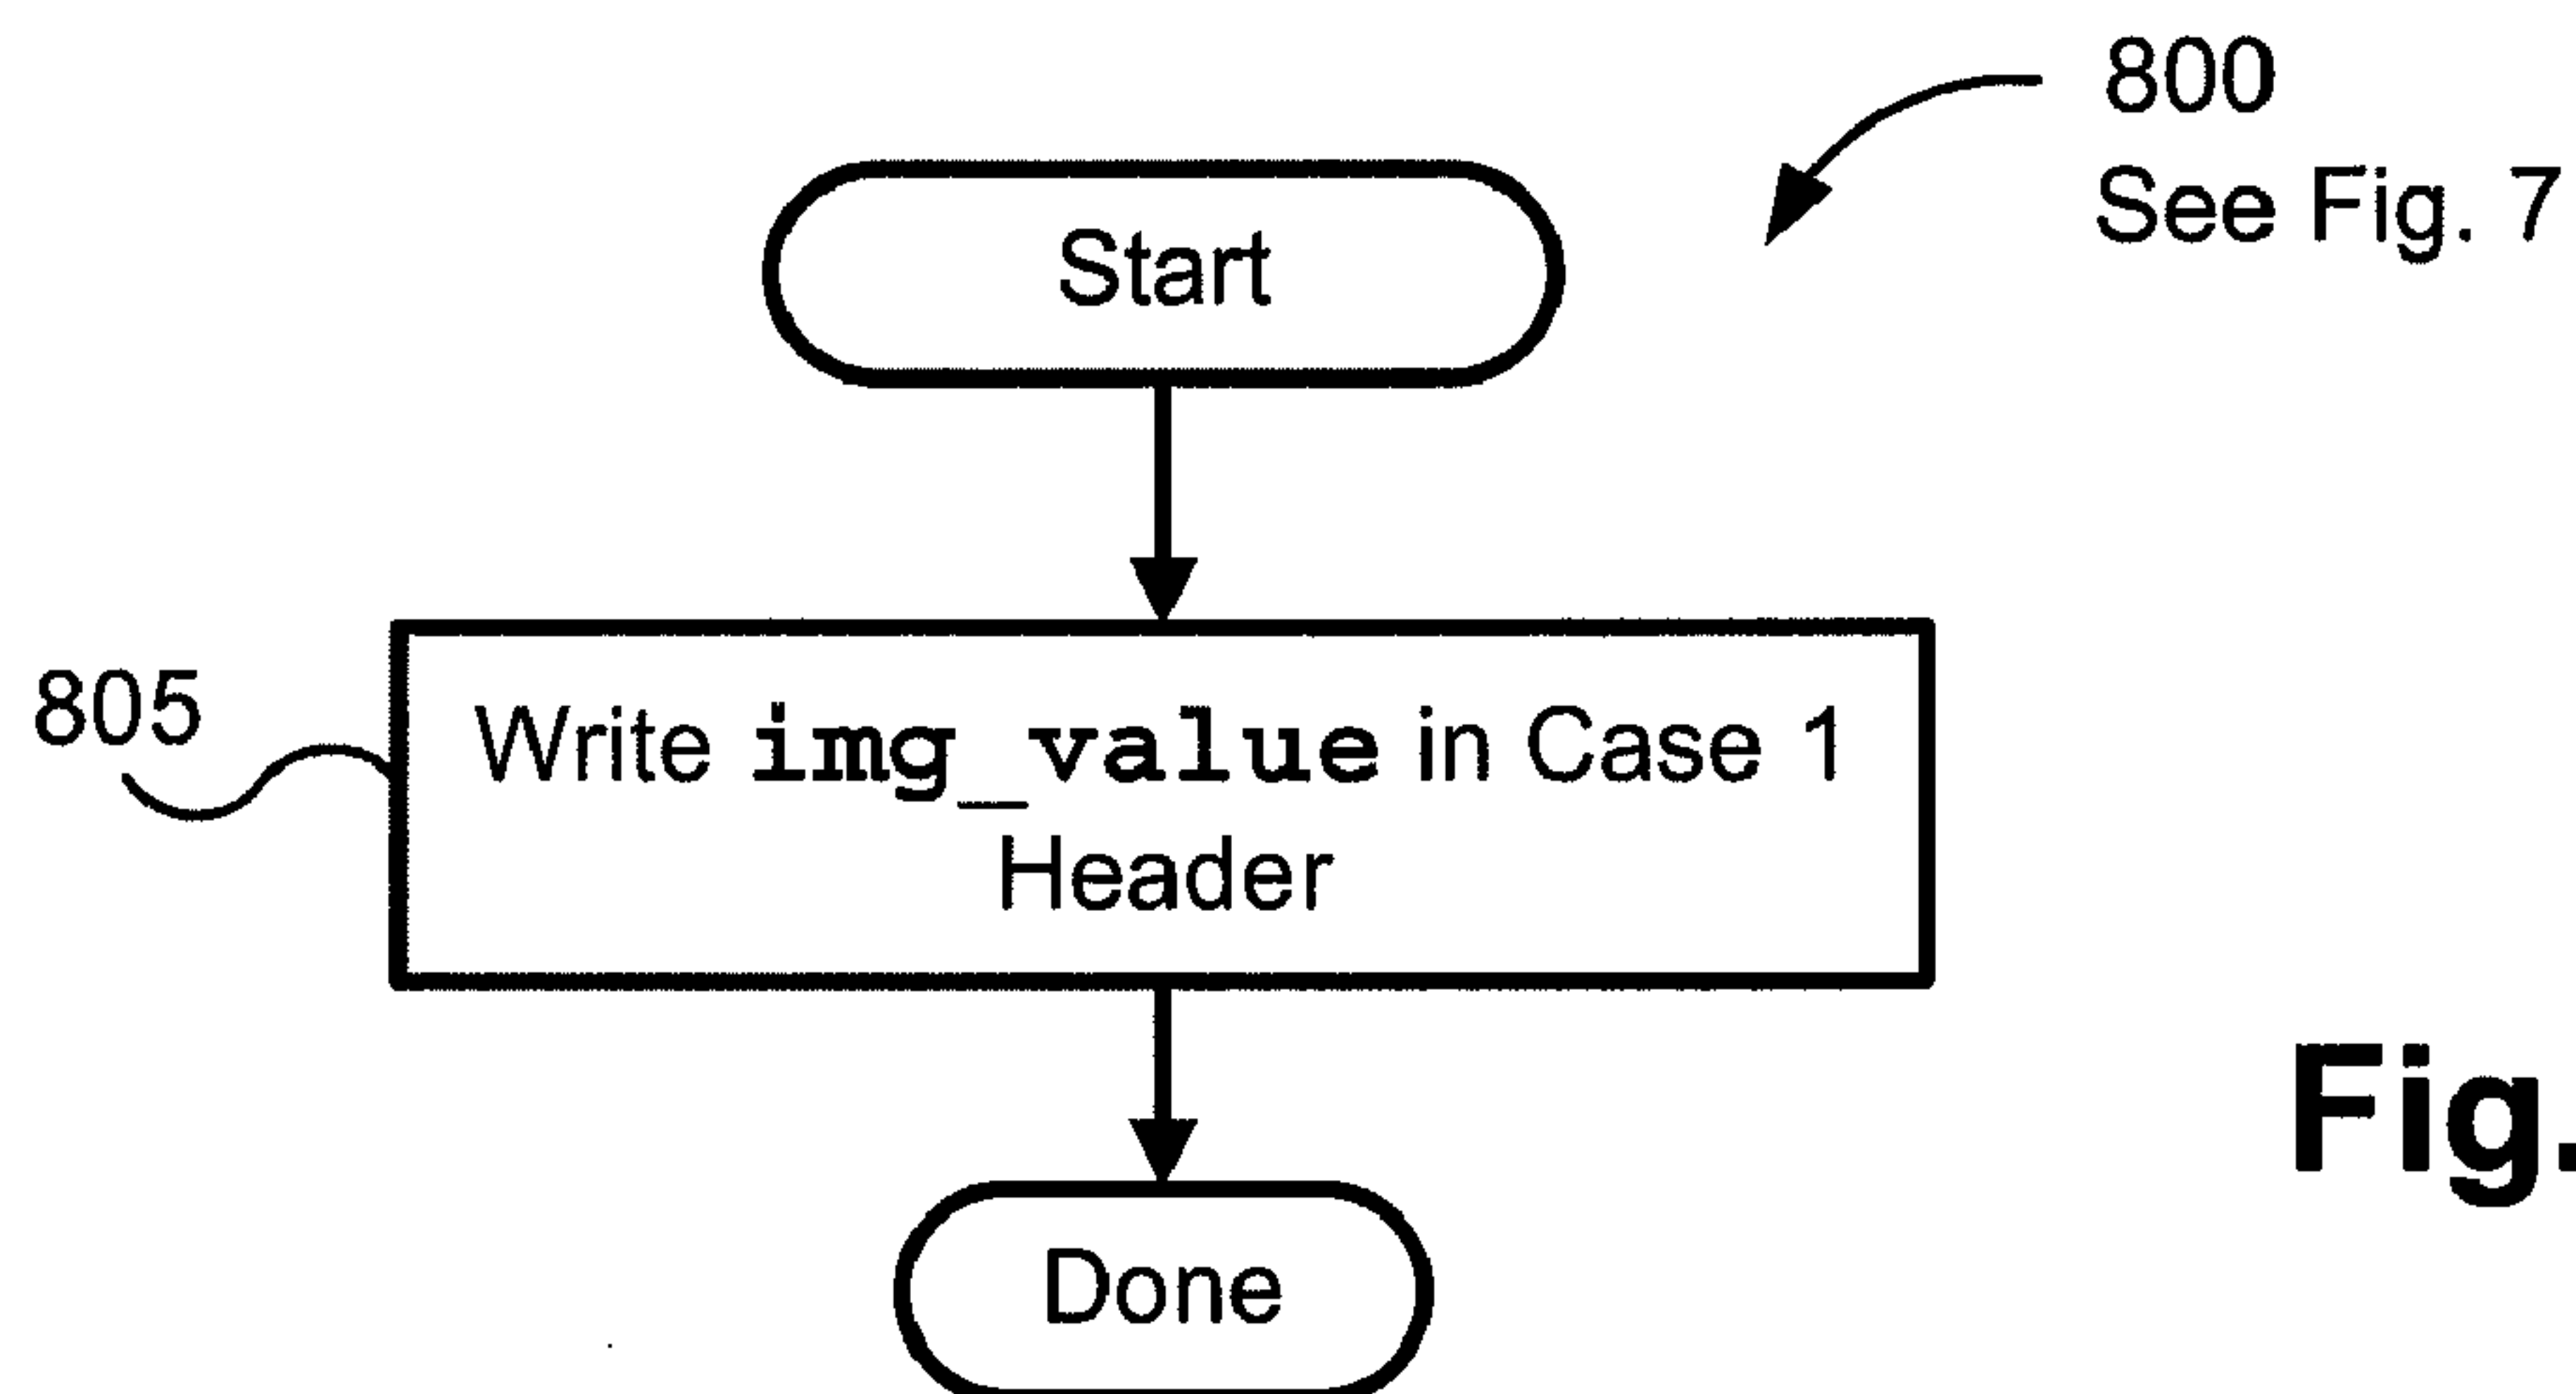 800
See Fig. 7
Start
805
Write img_value in Case 1
Header
Fig.
Done